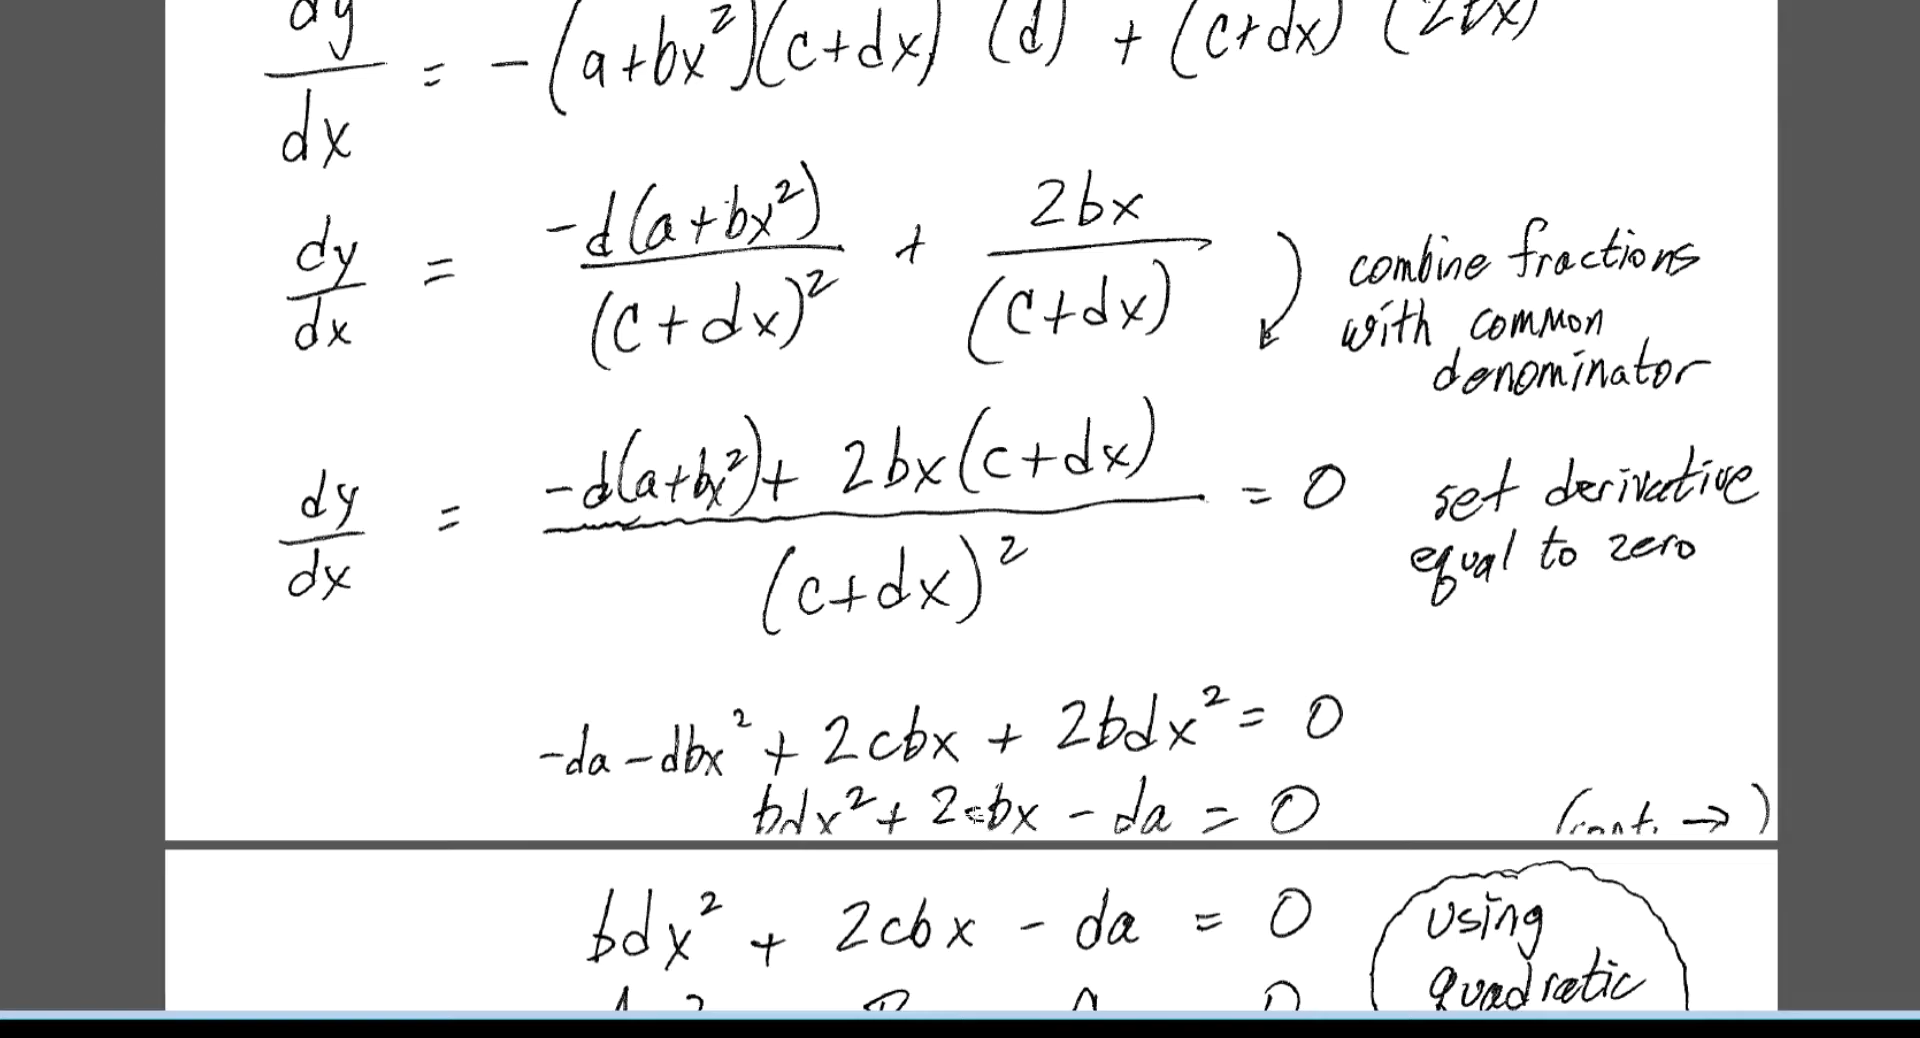 dy/dx = -(a+bx²)(c+dx) (d) + (c+dx) (2bx)
dy/dx = -d(a+bx²)/(c+dx)² + 2bx/(c+dx) combine fractions
with common
denominator
dy/dx = -d(a+bx²)+ 2bx(c+dx)/(c+dx)² = 0 set derivative
equal to zero
-da - dbx² + 2cbx + 2bdx² = 0
bdx² + 2cbx - da = 0 (cont. →)
bdx² + 2cbx - da = 0 using
quadratic